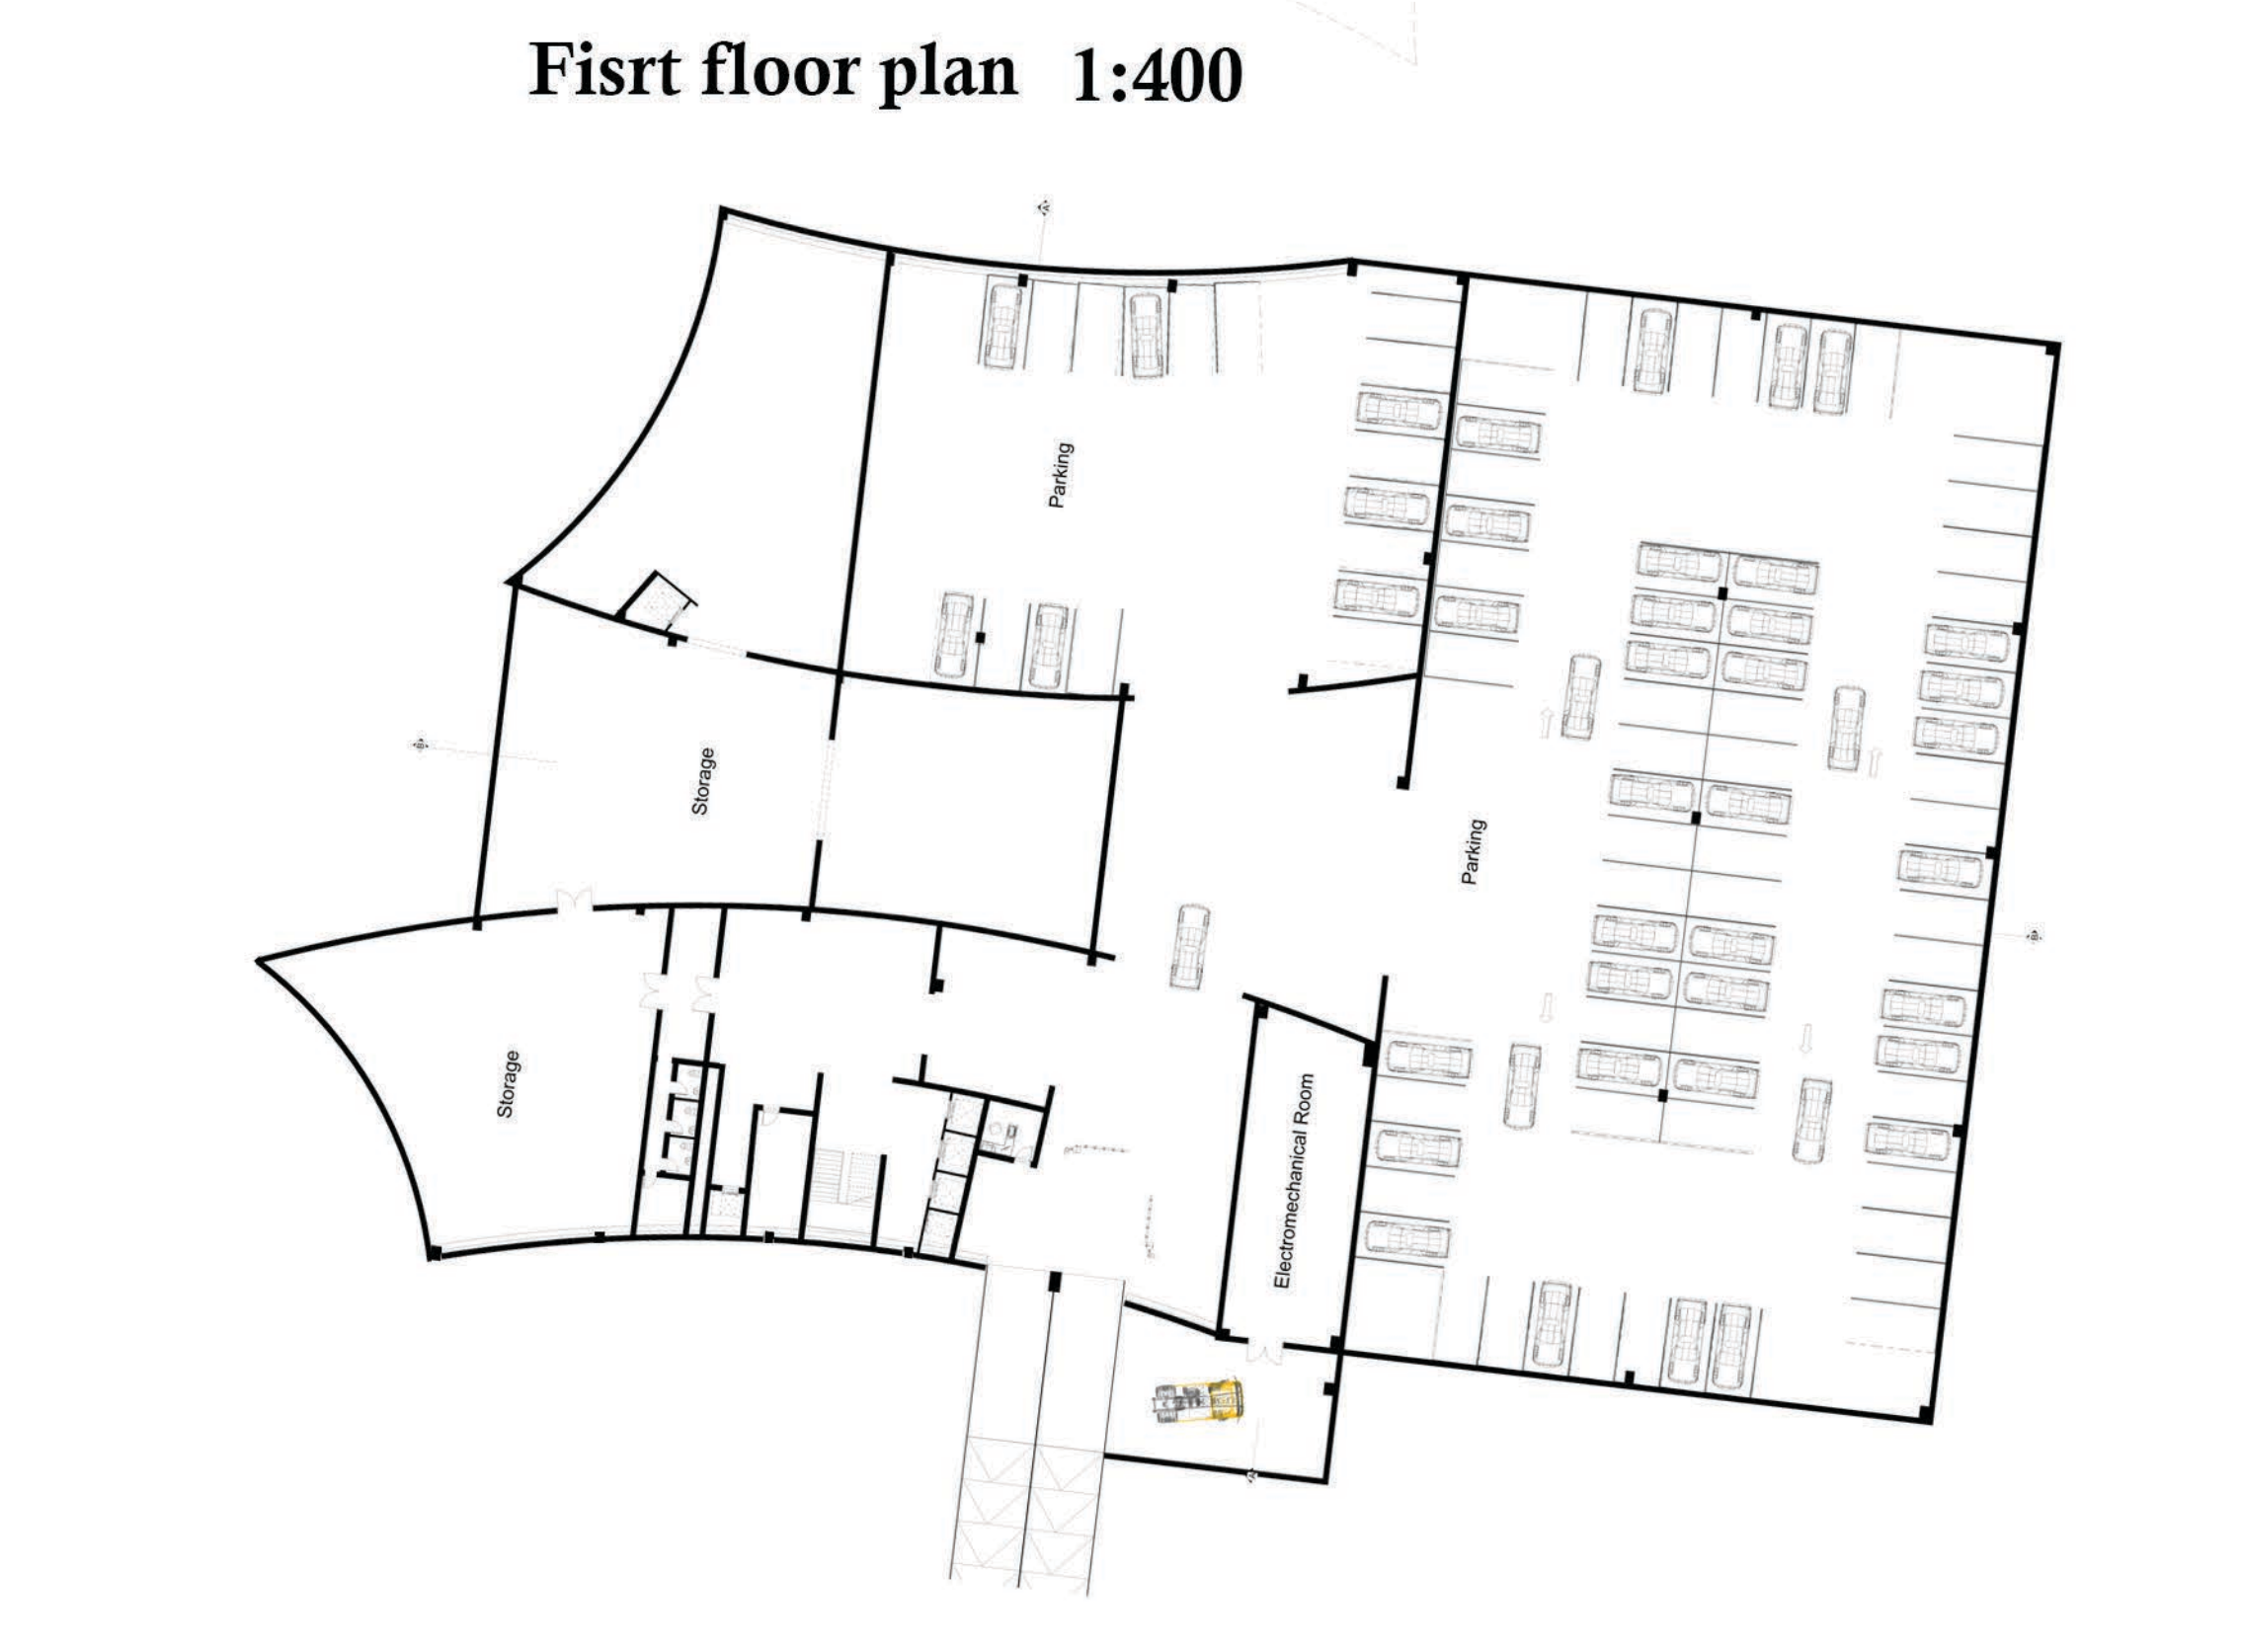 Fisrt floor plan 1:400
A
Parking
Storage
B
Parking
B
Storage
Electromechanical Room
A